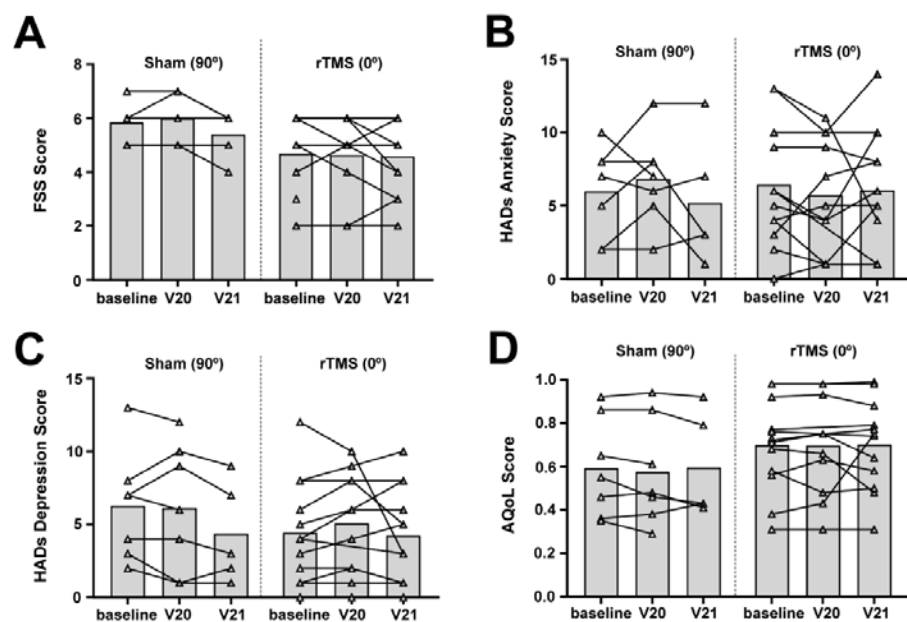 A
Sham (90º)
rTMS (0º)
FSS Score
8
6
4
2
0
baseline V20 V21
baseline V20 V21
B
Sham (90º)
rTMS (0º)
HADs Anxiety Score
15
10
5
0
baseline V20 V21
baseline V20 V21
C
Sham (90º)
rTMS (0º)
HADs Depression Score
15
10
5
0
baseline V20 V21
baseline V20 V21
D
Sham (90º)
rTMS (0º)
AQoL Score
1.0
0.8
0.6
0.4
0.2
0.0
baseline V20 V21
baseline V20 V21